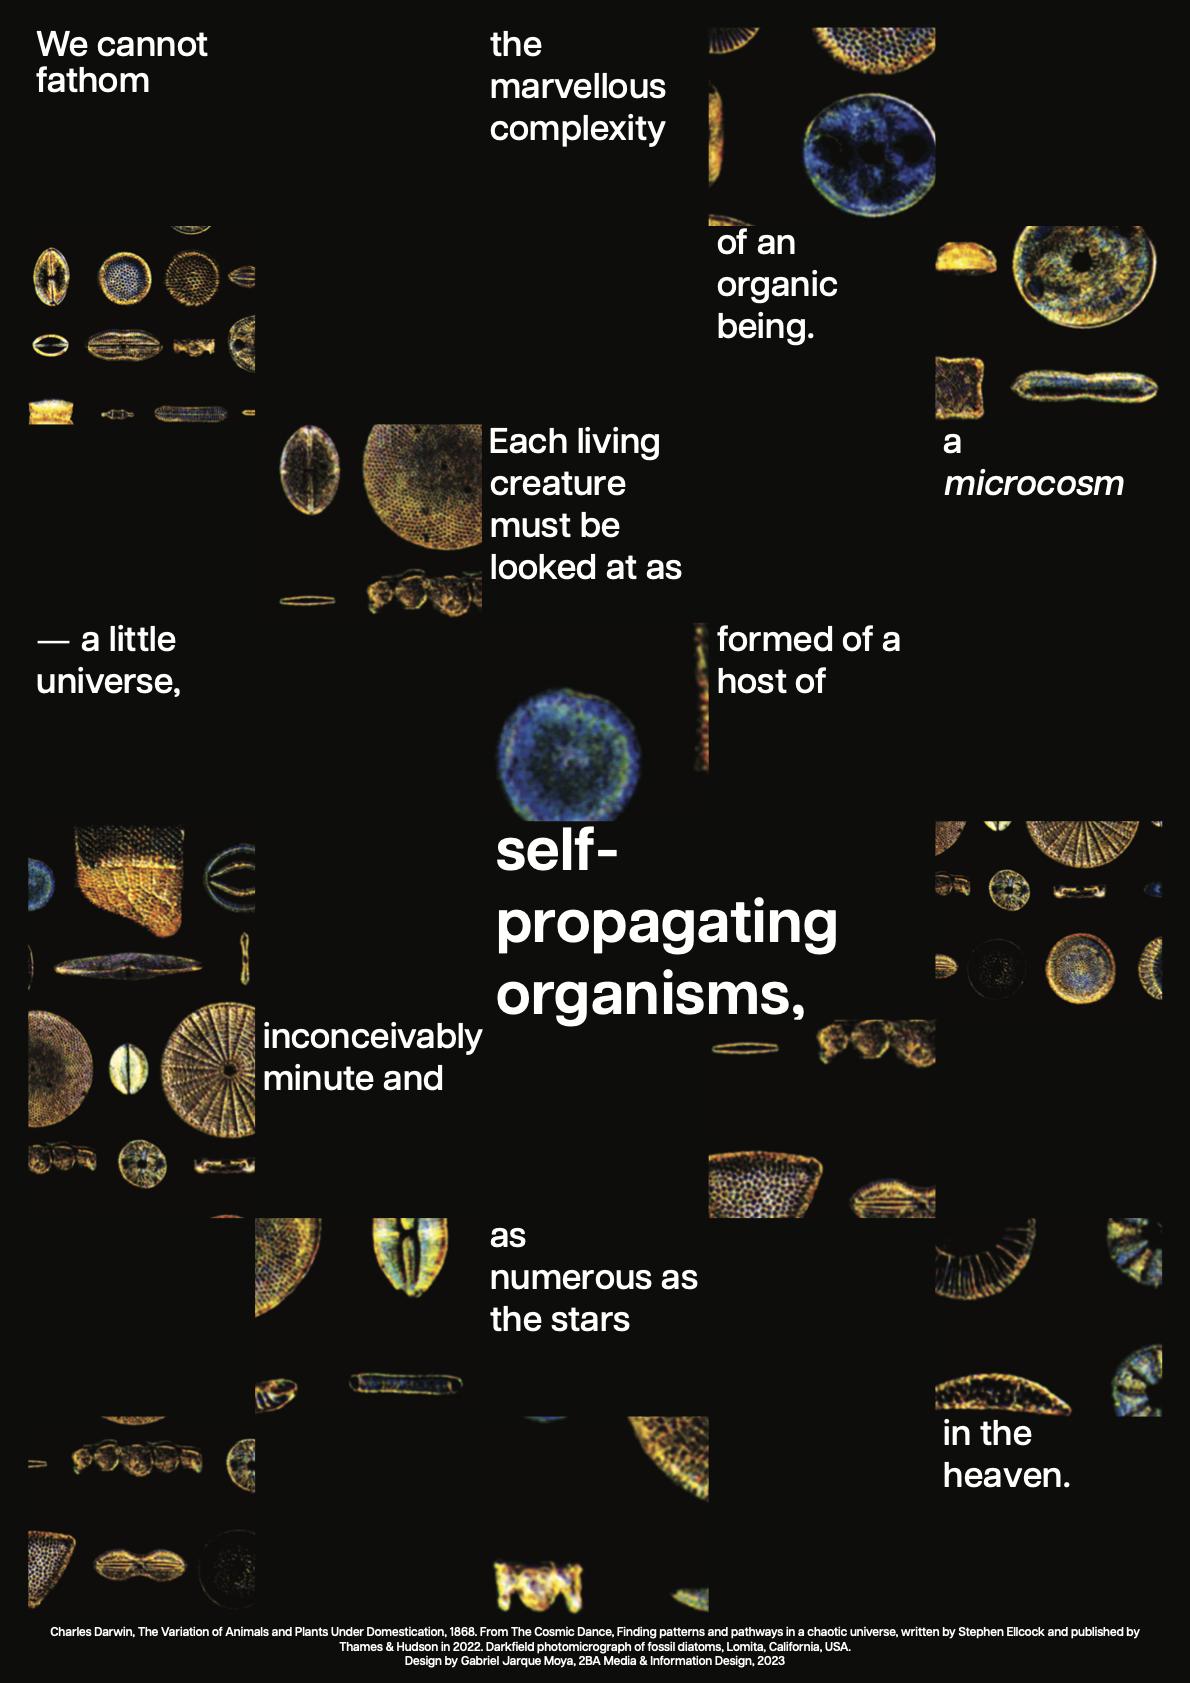 We cannot
fathom
the
marvellous
complexity
of an
organic
being.
Each living
creature
must be
looked at as
a
microcosm
— a little
universe,
formed of a
host of
self-
propagating
organisms,
inconceivably
minute and
as
numerous as
the stars
in the
heaven.
Charles Darwin, The Variation of Animals and Plants Under Domestication, 1868. From The Cosmic Dance, Finding patterns and pathways in a chaotic universe, written by Stephen Ellcock and published by
Thames & Hudson in 2022. Darkfield photomicrograph of fossil diatoms, Lomita, California, USA.
Design by Gabriel Jarque Moya, 2BA Media & Information Design, 2023